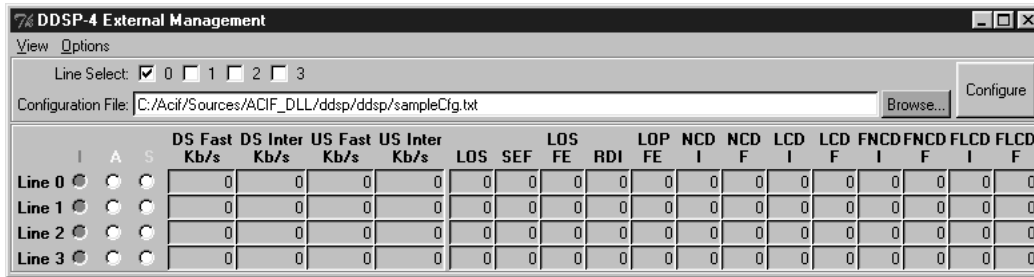 DDSP-4 External Management
View Options
Line Select: 0 1 2 3
Configuration File: C:/Acif/Sources/ACIF_DLL/ddsp/ddsp/sampleCfg.txt Browse... Configure
DS Fast DS Inter US Fast US Inter LOS LOP NCD NCD LCD LCD FNCD FNCD FLCD FLCD
I A S Kb/s Kb/s Kb/s Kb/s LOS SEF FE RDI FE I F I F I F I F
Line 0 0 0 0 0 0 0 0 0 0 0 0 0 0 0 0 0 0
Line 1 0 0 0 0 0 0 0 0 0 0 0 0 0 0 0 0 0
Line 2 0 0 0 0 0 0 0 0 0 0 0 0 0 0 0 0 0
Line 3 0 0 0 0 0 0 0 0 0 0 0 0 0 0 0 0 0